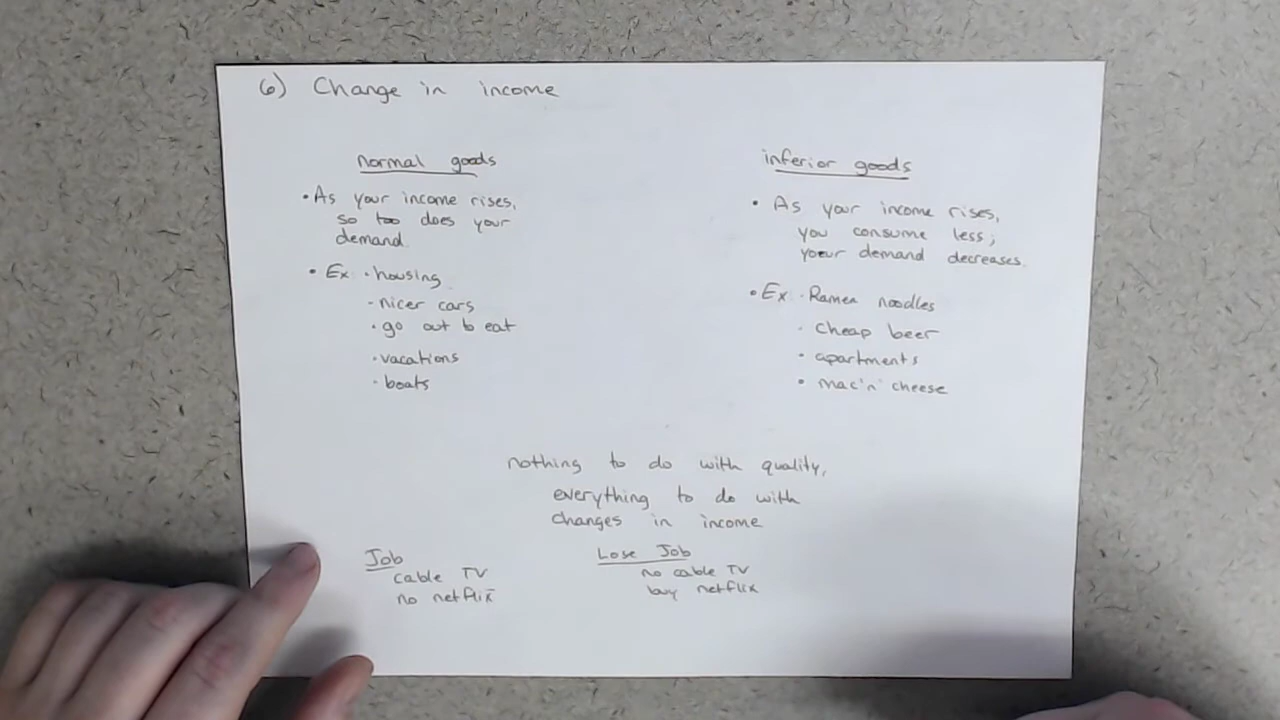 6) Change in income
normal goods
• As your income rises,
so too does your
demand.
• Ex • housing
- nicer cars
• go out to eat
• vacations
• boats
inferior goods
• As your income rises,
you consume less;
your demand decreases.
• Ex • Ramen noodles
• Cheap beer
• apartments
• mac'n'cheese
nothing to do with quality,
everything to do with
changes in income
Job
cable TV
no netflix
Lose Job
no cable TV
buy netflix